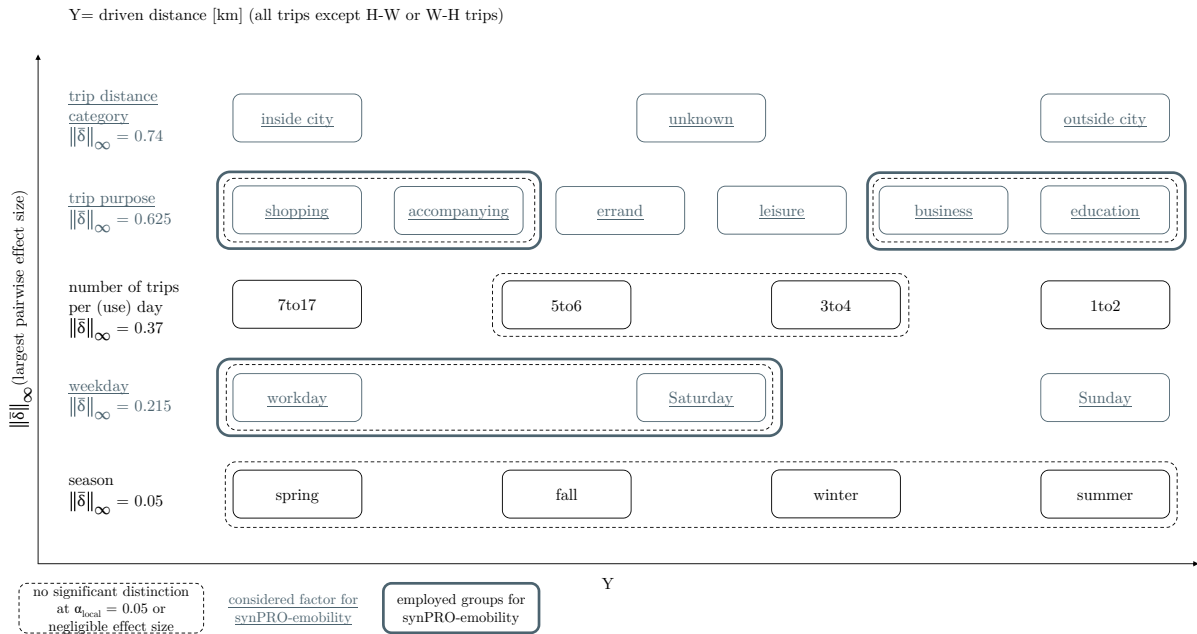 Y= driven distance [km] (all trips except H-W or W-H trips)
‖δ̄‖∞(largest pairwise effect size)
trip distance
category
‖δ̄‖∞ = 0.74
inside city
unknown
outside city
trip purpose
‖δ̄‖∞ = 0.625
shopping
accompanying
errand
leisure
business
education
number of trips
per (use) day
‖δ̄‖∞ = 0.37
7to17
5to6
3to4
1to2
weekday
‖δ̄‖∞ = 0.215
workday
Saturday
Sunday
season
‖δ̄‖∞ = 0.05
spring
fall
winter
summer
Y
no significant distinction
at αlocal = 0.05 or
negligible effect size
considered factor for
synPRO-emobility
employed groups for
synPRO-emobility